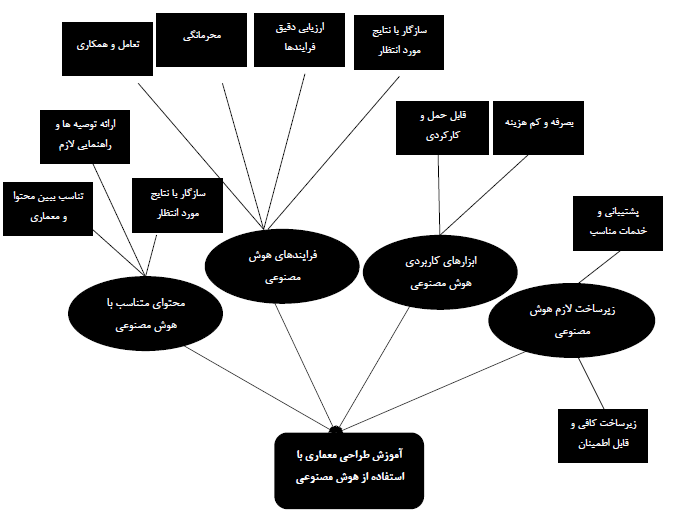 سازگار با نتایج
مورد انتظار
ارزیابی دقیق
فرایندها
محرمانگی
تعامل و همکاری
بصرفه و کم هزینه
قابل حمل و
کارکردی
ارائه توصیه ها و
راهنمایی لازم
سازگار با نتایج
مورد انتظار
تناسب بیین محتوا
و معماری
پشتیبانی و
خدمات مناسب
فرایندهای هوش
مصنوعی
ابزارهای کاربردی
هوش مصنوعی
محتوای متناسب با
هوش مصنوعی
زیرساخت لازم هوش
مصنوعی
زیرساخت کافی و
قابل اطمینان
آموزش طراحی معماری با
استفاده از هوش مصنوعی